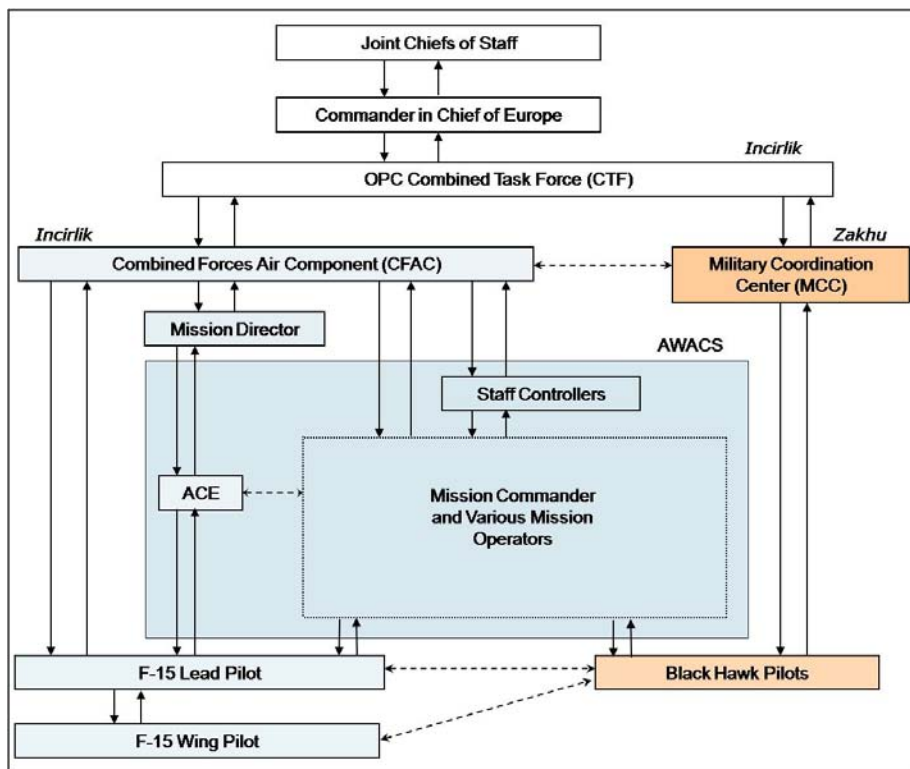 Joint Chiefs of Staff
Commander in Chief of Europe
Incirlik
OPC Combined Task Force (CTF)
Incirlik
Zakhu
Combined Forces Air Component (CFAC)
Military Coordination
Center (MCC)
Mission Director
AWACS
Staff Controllers
ACE
Mission Commander
and Various Mission
Operators
F-15 Lead Pilot
Black Hawk Pilots
F-15 Wing Pilot